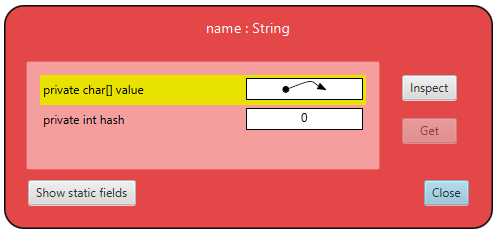 name : String
private char[] value
Inspect
private int hash 0
Get
Show static fields Close